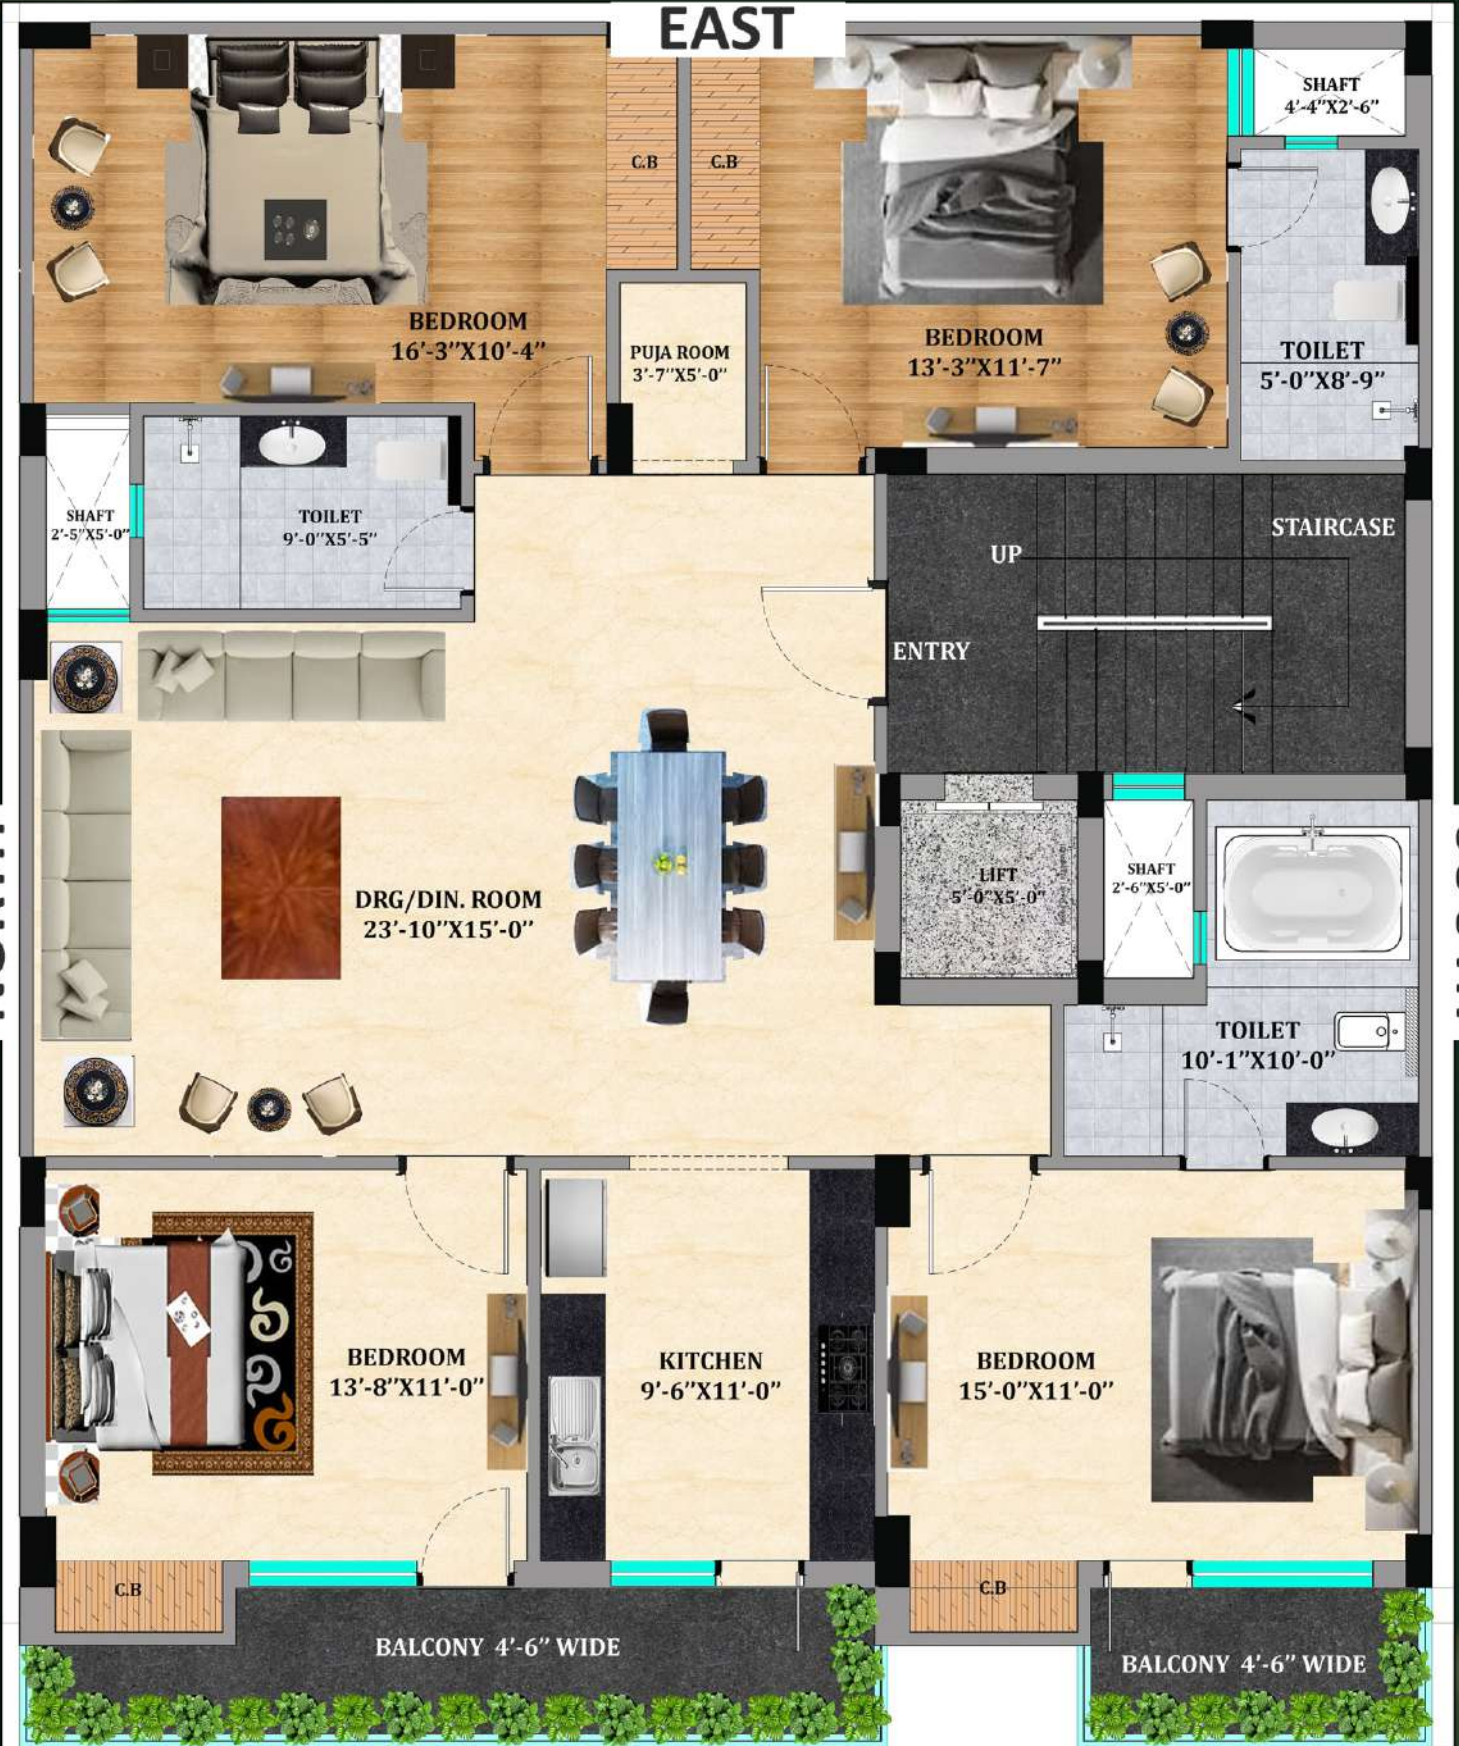 EAST
SHAFT
4'-4"X2'-6"
C.B
C.B
BEDROOM
16'-3"X10'-4"
PUJA ROOM
3'-7"X5'-0"
BEDROOM
13'-3"X11'-7"
TOILET
5'-0"X8'-9"
SHAFT
2'-5"X5'-0"
TOILET
9'-0"X5'-5"
STAIRCASE
UP
ENTRY
DRG/DIN. ROOM
23'-10"X15'-0"
LIFT
5'-0"X5'-0"
SHAFT
2'-6"X5'-0"
TOILET
10'-1"X10'-0"
BEDROOM
13'-8"X11'-0"
KITCHEN
9'-6"X11'-0"
BEDROOM
15'-0"X11'-0"
C.B
C.B
BALCONY 4'-6" WIDE
BALCONY 4'-6" WIDE